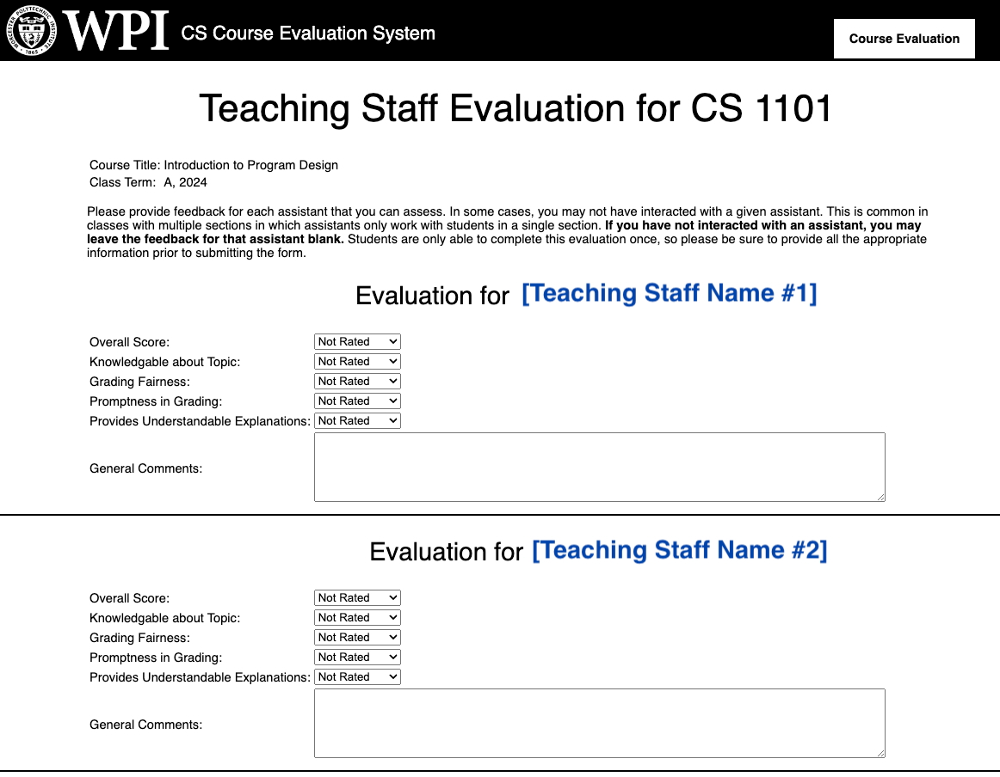 WORCESTER POLYTECHNIC INSTITUTE
1865
WPI CS Course Evaluation System
Course Evaluation
Teaching Staff Evaluation for CS 1101
Course Title: Introduction to Program Design
Class Term: A, 2024
Please provide feedback for each assistant that you can assess. In some cases, you may not have interacted with a given assistant. This is common in
classes with multiple sections in which assistants only work with students in a single section. If you have not interacted with an assistant, you may
leave the feedback for that assistant blank. Students are only able to complete this evaluation once, so please be sure to provide all the appropriate
information prior to submitting the form.
Evaluation for [Teaching Staff Name #1]
Overall Score: Not Rated
Knowledgable about Topic: Not Rated
Grading Fairness: Not Rated
Promptness in Grading: Not Rated
Provides Understandable Explanations: Not Rated
General Comments:
Evaluation for [Teaching Staff Name #2]
Overall Score: Not Rated
Knowledgable about Topic: Not Rated
Grading Fairness: Not Rated
Promptness in Grading: Not Rated
Provides Understandable Explanations: Not Rated
General Comments: